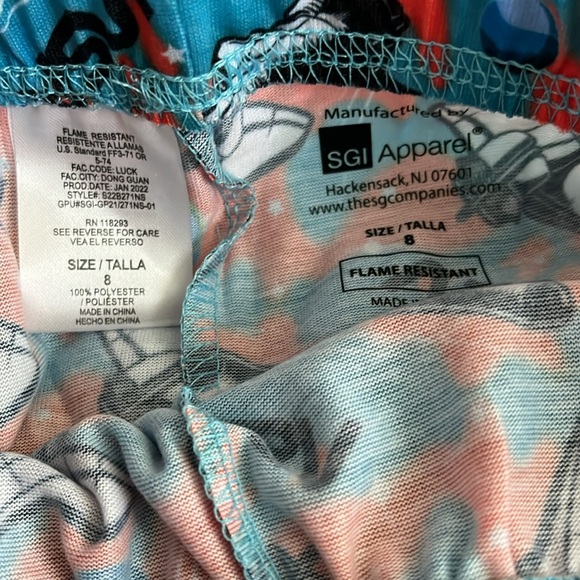 FLAME RESISTANT
RESISTENTE A LLAMAS
U.S. Standard FF3-71 OR
5-74
FAC.CODE: LUCK
FAC.CITY: DONG GUAN
PROD.DATE: JAN 2022
STYLE#: S22B271NS
GPU#SGI-GP21/271NS-01
RN 118293
SEE REVERSE FOR CARE
VEA EL REVERSO
SIZE / TALLA
8
100% POLYESTER
/ POLIÉSTER
MADE IN CHINA
HECHO EN CHINA
Manufactured by
SGI Apparel®
Hackensack, NJ 07601
www.thesgcompanies.com
SIZE / TALLA
8
FLAME RESISTANT
MADE